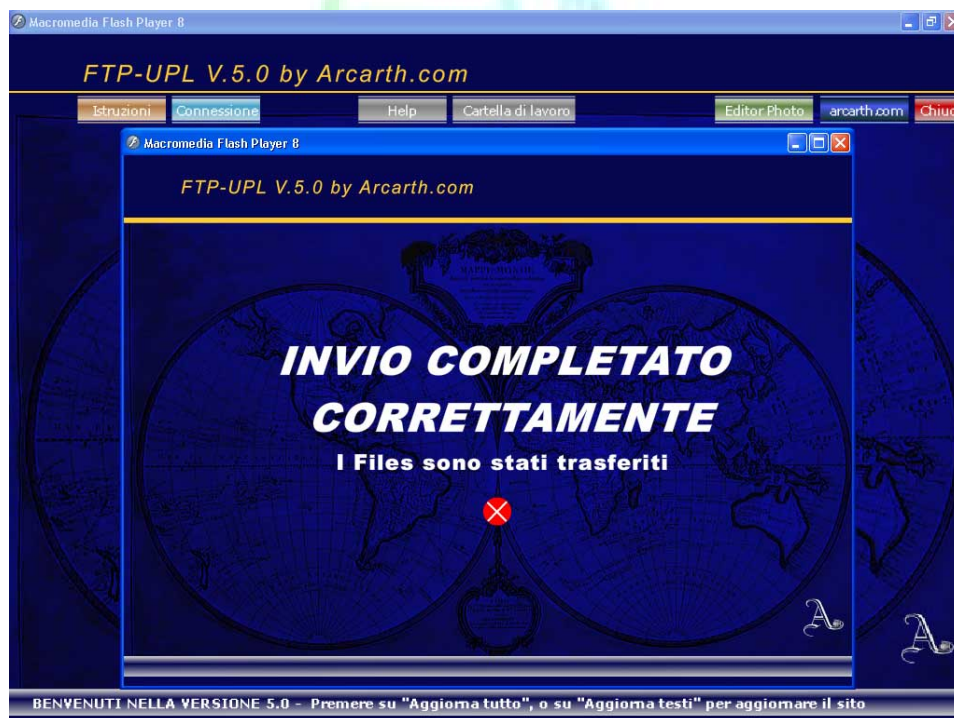 Macromedia Flash Player 8
FTP-UPL V.5.0 by Arcarth.com
Istruzioni Connessione Help Cartella di lavoro Editor Photo arcarth.com Chiud
Macromedia Flash Player 8
FTP-UPL V.5.0 by Arcarth.com
INVIO COMPLETATO
CORRETTAMENTE
I Files sono stati trasferiti
A
A
BENVENUTI NELLA VERSIONE 5.0 - Premere su "Aggiorna tutto", o su "Aggiorna testi" per aggiornare il sito